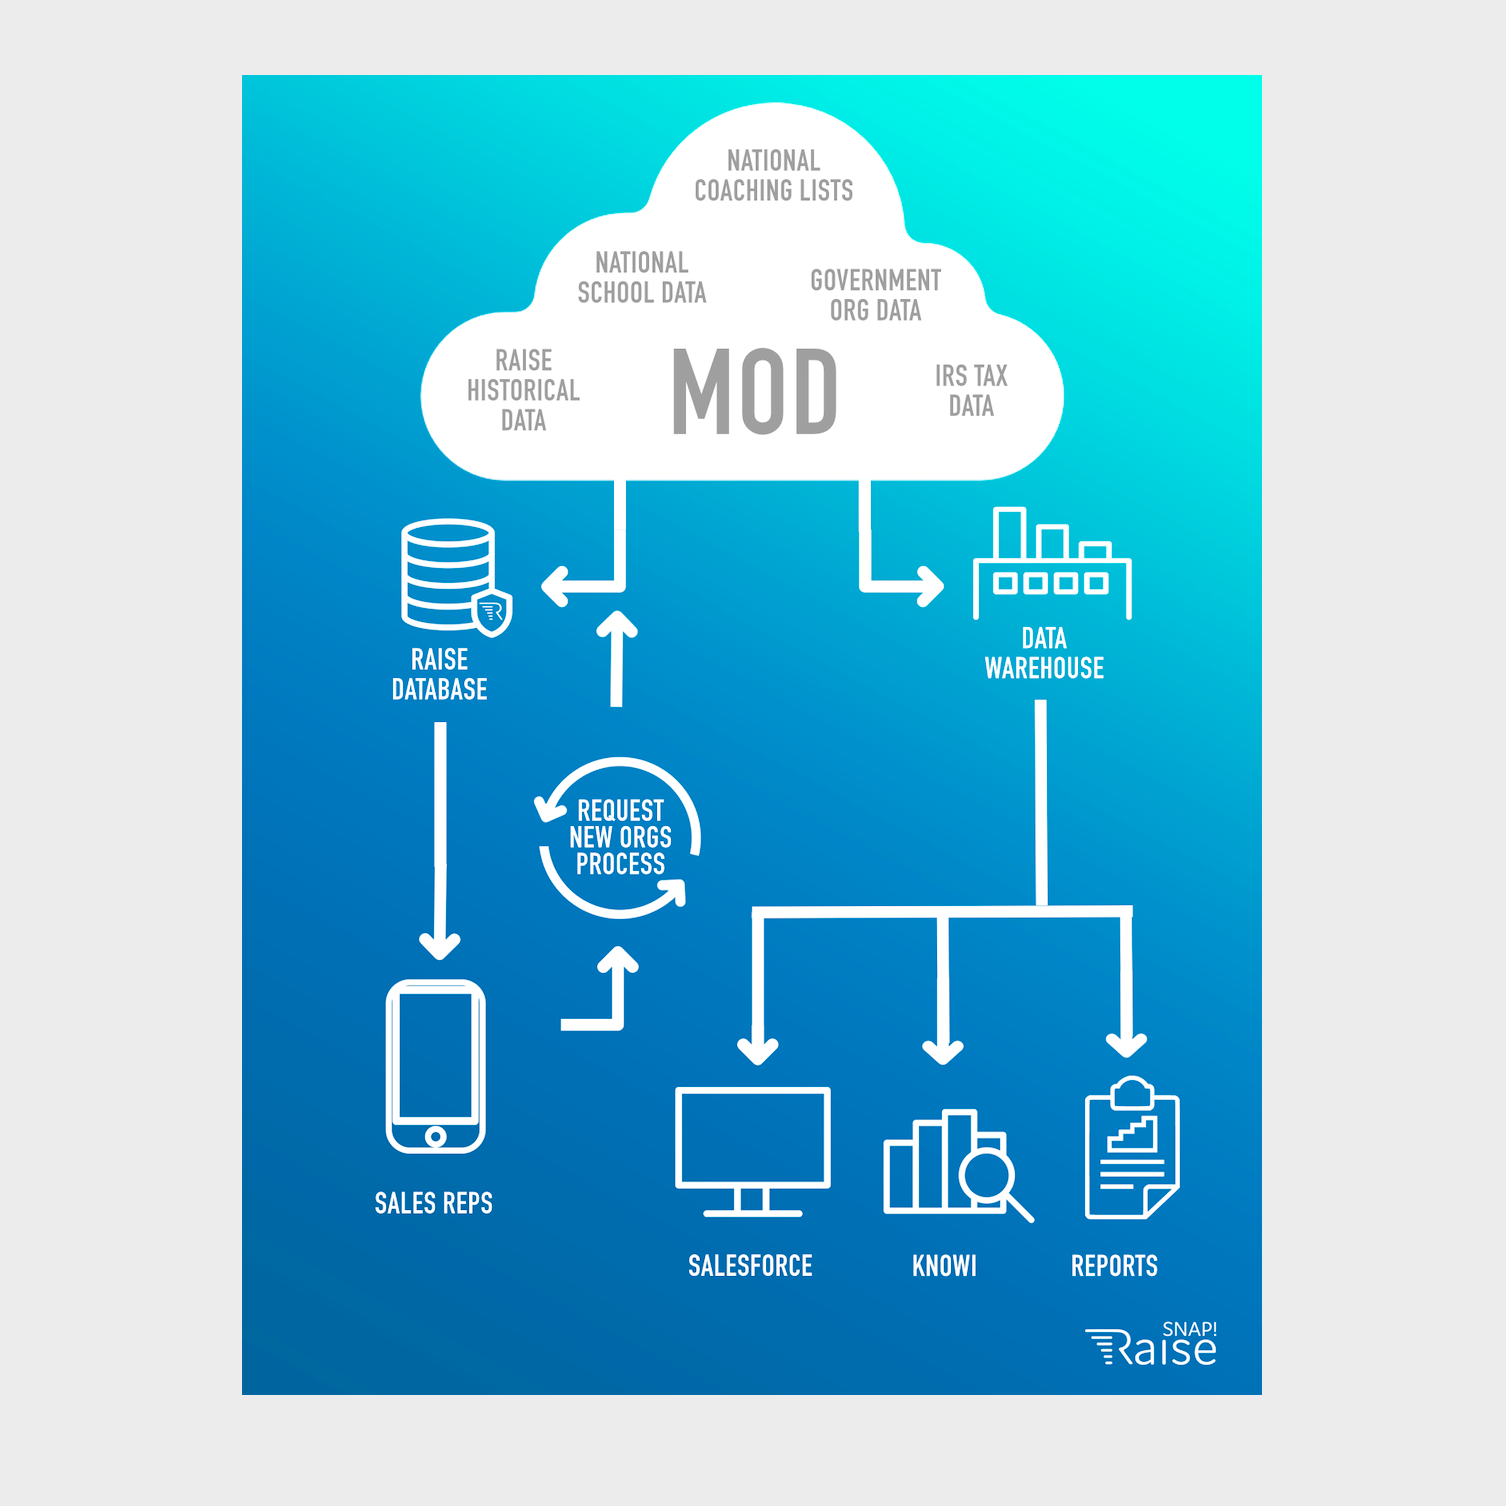 NATIONAL
COACHING LISTS
NATIONAL
SCHOOL DATA
GOVERNMENT
ORG DATA
RAISE
HISTORICAL
DATA
MOD
IRS TAX
DATA
RAISE
DATABASE
DATA
WAREHOUSE
REQUEST
NEW ORGS
PROCESS
SALES REPS
SALESFORCE
KNOWI
REPORTS
SNAP!
Raise